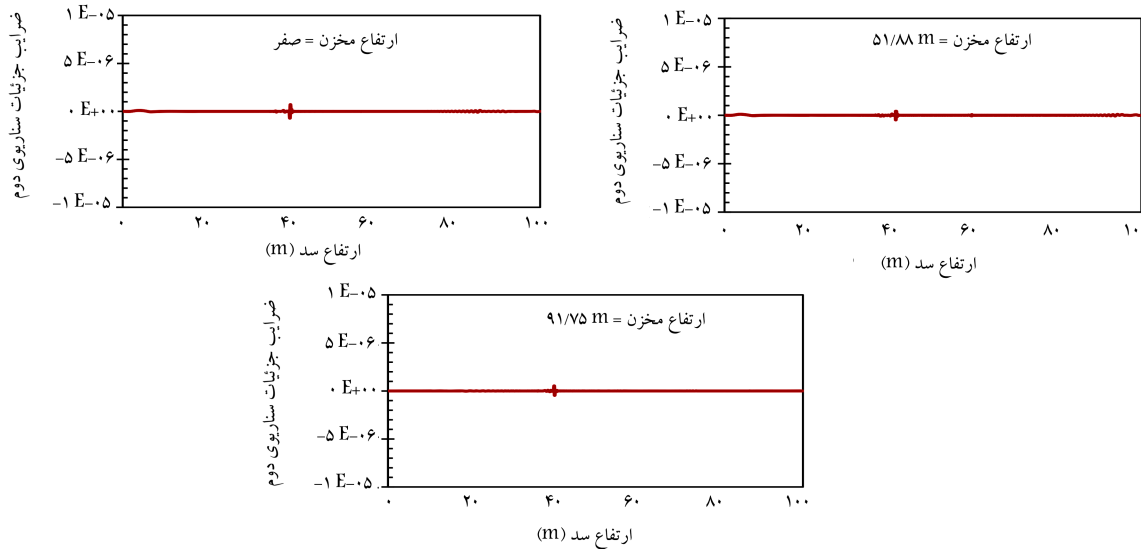 ضرایب جزئیات سناریوی دوم
۱ E-۰۵
۵ E-۰۶
۰ E+۰۰
-۵ E-۰۶
-۱ E-۰۵
ارتفاع مخزن = صفر
۰ ۲۰ ۴۰ ۶۰ ۸۰ ۱۰۰
ارتفاع سد (m)
ضرایب جزئیات سناریوی دوم
۱ E-۰۵
۵ E-۰۶
۰ E+۰۰
-۵ E-۰۶
-۱ E-۰۵
ارتفاع مخزن = ۵۱/۸۸ m
۰ ۲۰ ۴۰ ۶۰ ۸۰ ۱۰۰
ارتفاع سد (m)
ضرایب جزئیات سناریوی دوم
۱ E-۰۵
۵ E-۰۶
۰ E+۰۰
-۵ E-۰۶
-۱ E-۰۵
ارتفاع مخزن = ۹۱/۷۵ m
۰ ۲۰ ۴۰ ۶۰ ۸۰ ۱۰۰
ارتفاع سد (m)